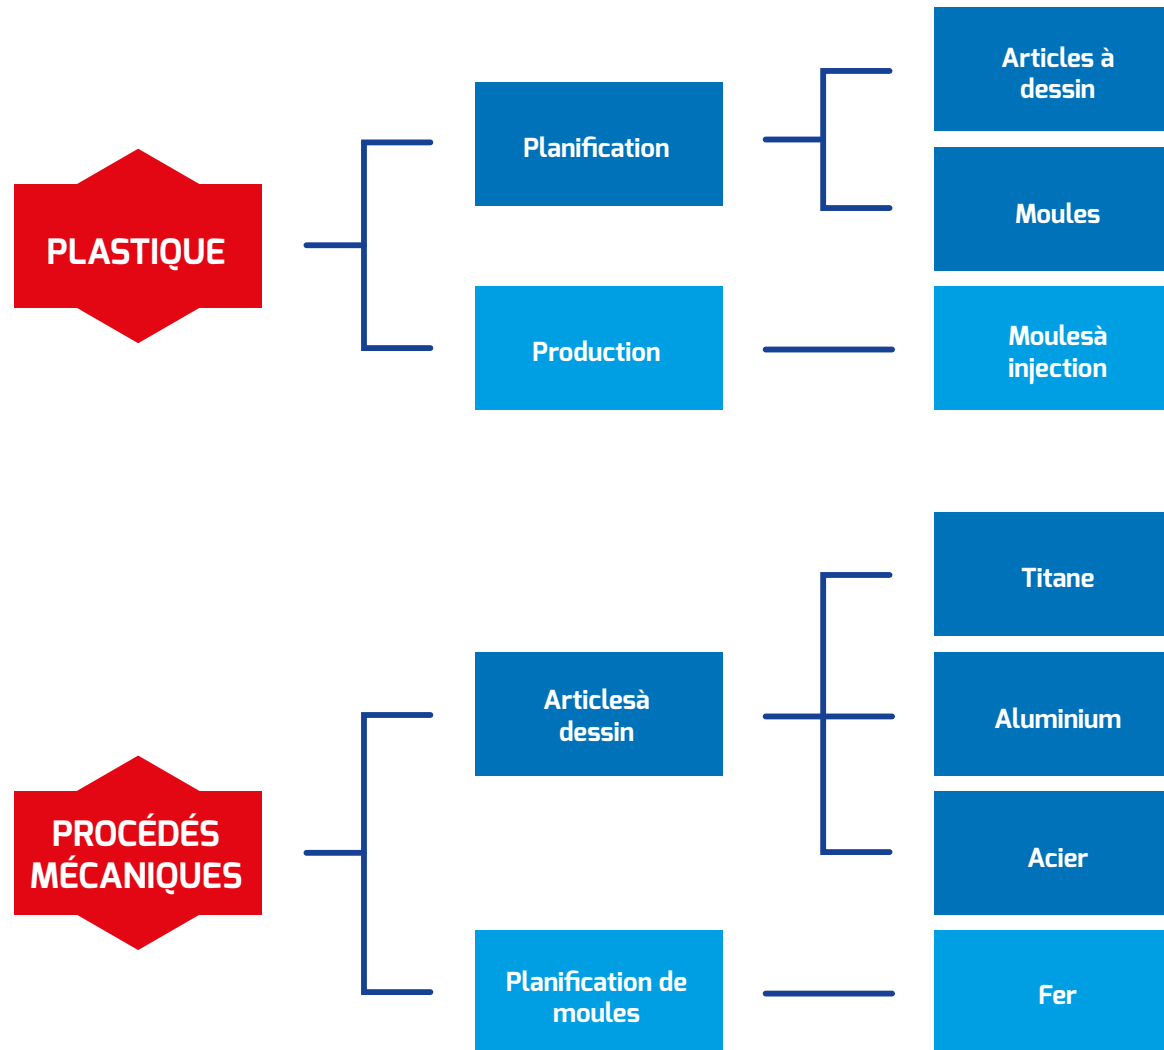 PLASTIQUE
Planification
Articles à
dessin
Moules
Production
Moulesà
injection
PROCÉDÉS
MÉCANIQUES
Articlesà
dessin
Titane
Aluminium
Acier
Planification de
moules
Fer